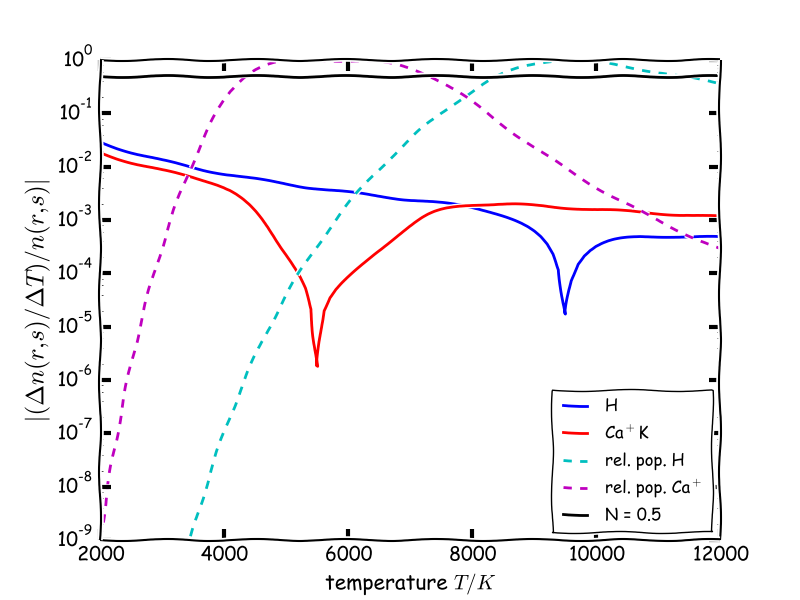 10^0
10^-1
10^-2
10^-3
10^-4
10^-5
10^-6
10^-7
10^-8
10^-9
|(Δn(r,s)/ΔT)/n(r,s)|
H
Ca^+ K
rel. pop. H
rel. pop. Ca^+
N = 0.5
2000 4000 6000 8000 10000 12000
temperature T/K